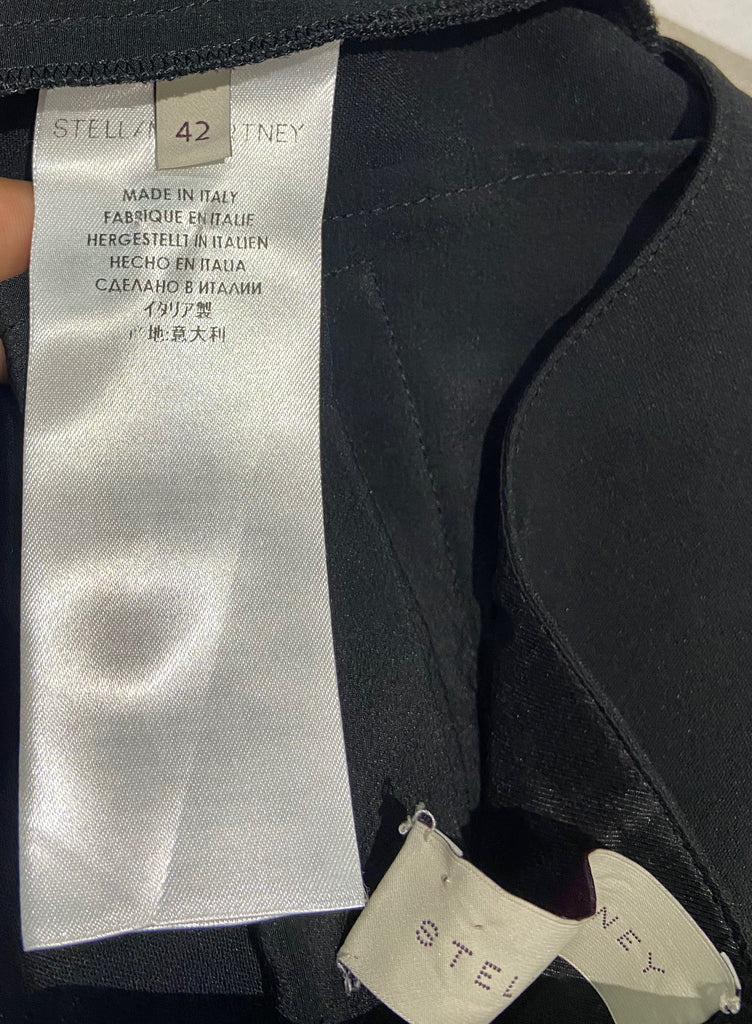 STELLA M RTNEY
42
MADE IN ITALY
FABRIQUE EN ITALIE
HERGESTELLT IN ITALIEN
HECHO EN ITALIA
СДЕЛАНО В ИТАЛИИ
イタリア製
地:意大利
STEL
NEY